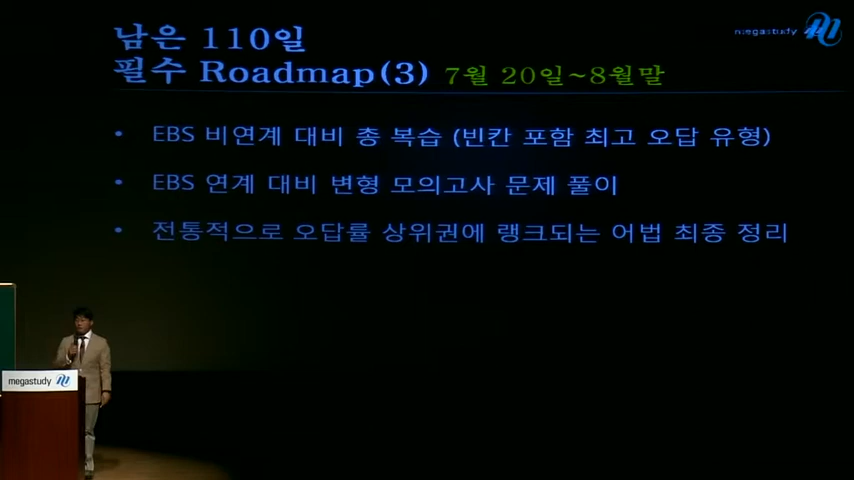 남은 110일
megastudy
필수 Roadmap(3) 7월 20일~8월말
• EBS 비연계 대비 총 복습 (빈칸 포함 최고 오답 유형)
• EBS 연계 대비 변형 모의고사 문제 풀이
• 전통적으로 오답률 상위권에 랭크되는 어법 최종 정리
megastudy